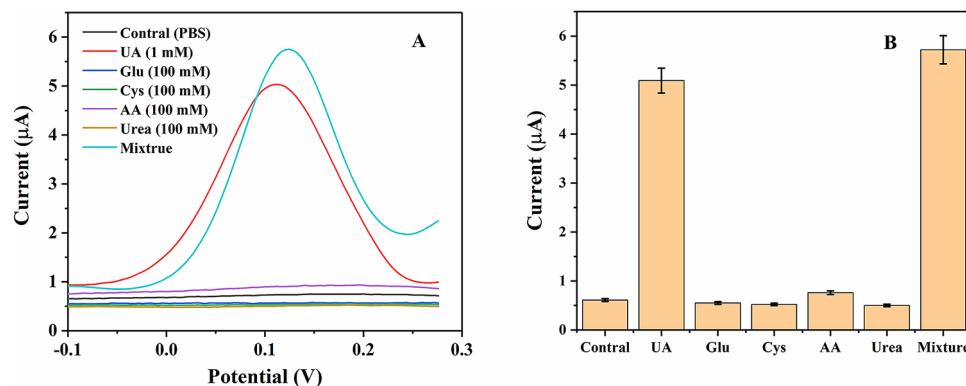 A
Contral (PBS)
UA (1 mM)
Glu (100 mM)
Cys (100 mM)
AA (100 mM)
Urea (100 mM)
Mixtrue
Current (μA)
6
5
4
3
2
1
0
-0.1 0.0 0.1 0.2 0.3
Potential (V)
B
Current (μA)
6
5
4
3
2
1
0
Contral UA Glu Cys AA Urea Mixture